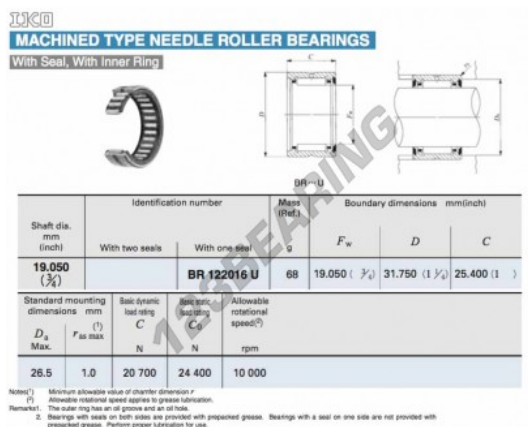 IKO
MACHINED TYPE NEEDLE ROLLER BEARINGS
With Seal, With Inner Ring
C
D
Fw
rs
Da
BR…U
Shaft dia.
mm
(inch)
Identification number
With two seals
With one seal
Mass
(Ref.)
g
Boundary dimensions mm(inch)
Fw
D
C
19.050
(¾)
BR 122016 U
68
19.050 ( ¾)
31.750 (1 ¼)
25.400 (1 )
Standard mounting
dimensions mm
Da
Max.
(1)
ras max
Basic dynamic
load rating
C
N
Basic static
load rating
C0
N
Allowable
rotational
speed(2)
rpm
26.5
1.0
20 700
24 400
10 000
Notes(1) Minimum allowable value of chamfer dimension r
(2) Allowable rotational speed applies to grease lubrication.
Remarks1. The outer ring has an oil groove and an oil hole.
2. Bearings with seals on both sides are provided with prepacked grease. Bearings with a seal on one side are not provided with
prepacked grease. Perform proper lubrication for use.
123BEARING